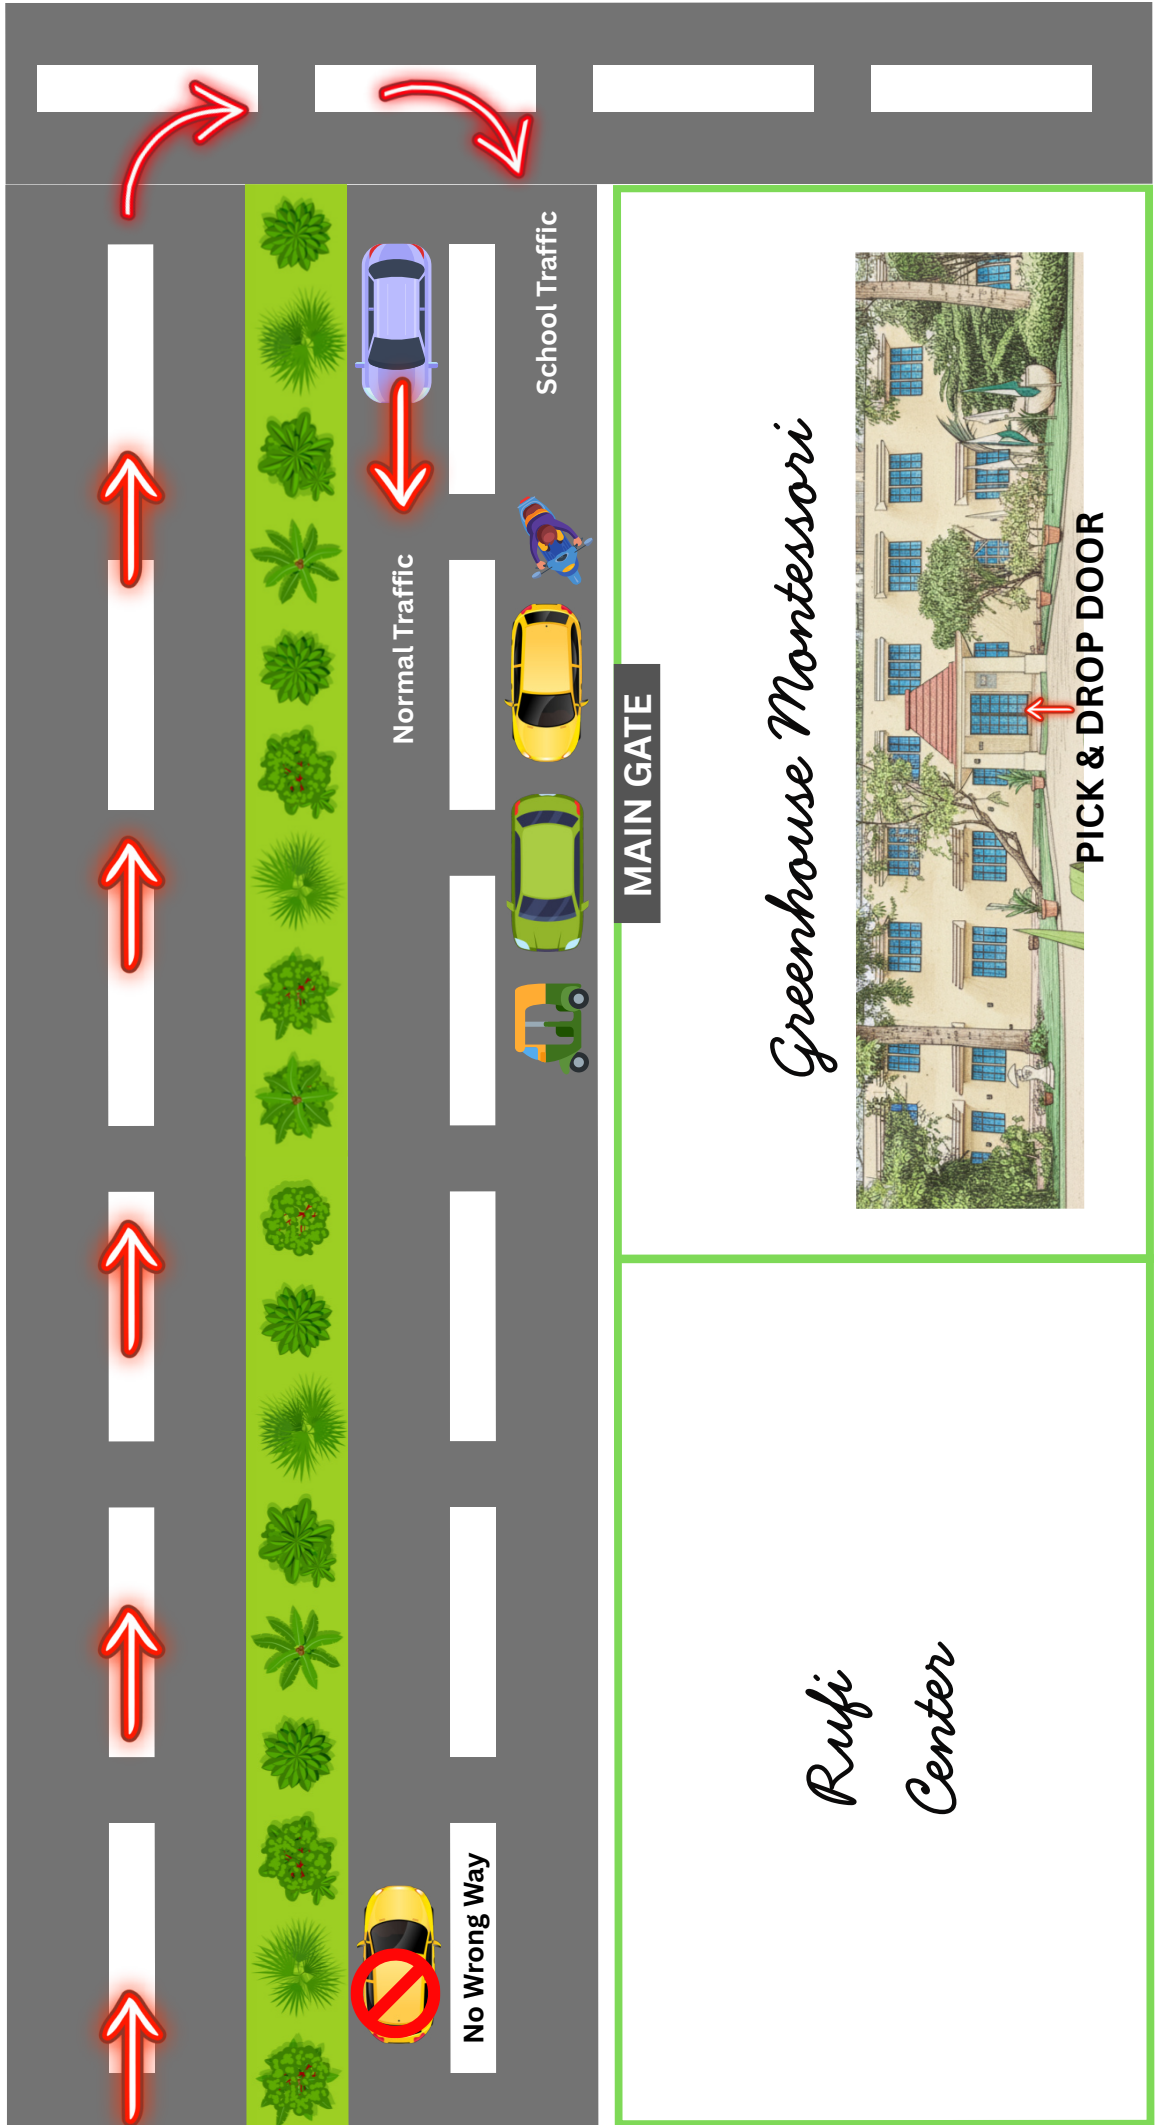 School Traffic
Normal Traffic
MAIN GATE
Greenhouse Montessori
PICK & DROP DOOR
No Wrong Way
Rufi
Center